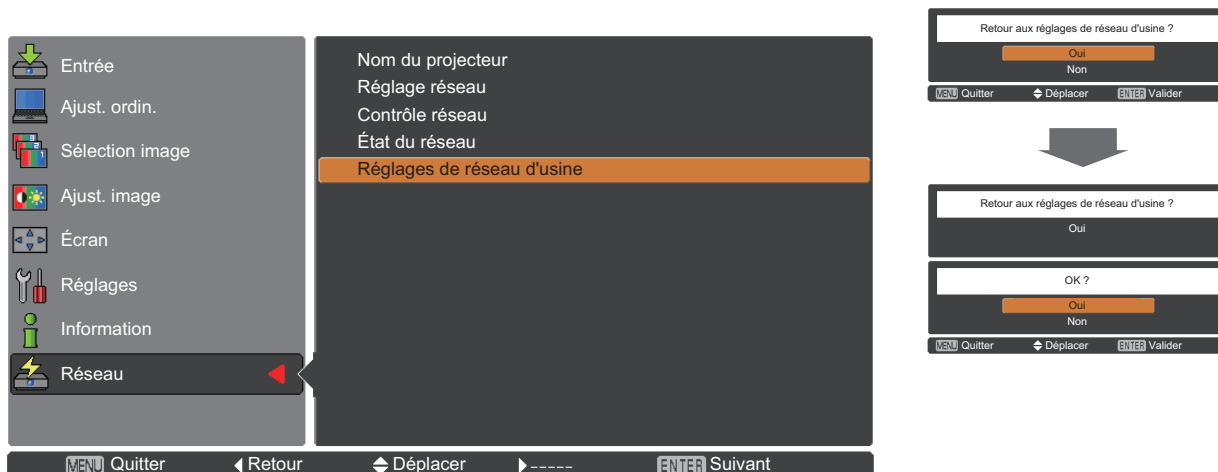 Entrée
Ajust. ordin.
Sélection image
Ajust. image
Écran
Réglages
Information
Réseau
Nom du projecteur
Réglage réseau
Contrôle réseau
État du réseau
Réglages de réseau d'usine
MENU Quitter Retour Déplacer ----- ENTER Suivant
Retour aux réglages de réseau d'usine ?
Oui
Non
MENU Quitter Déplacer ENTER Valider
Retour aux réglages de réseau d'usine ?
Oui
OK ?
Oui
Non
MENU Quitter Déplacer ENTER Valider